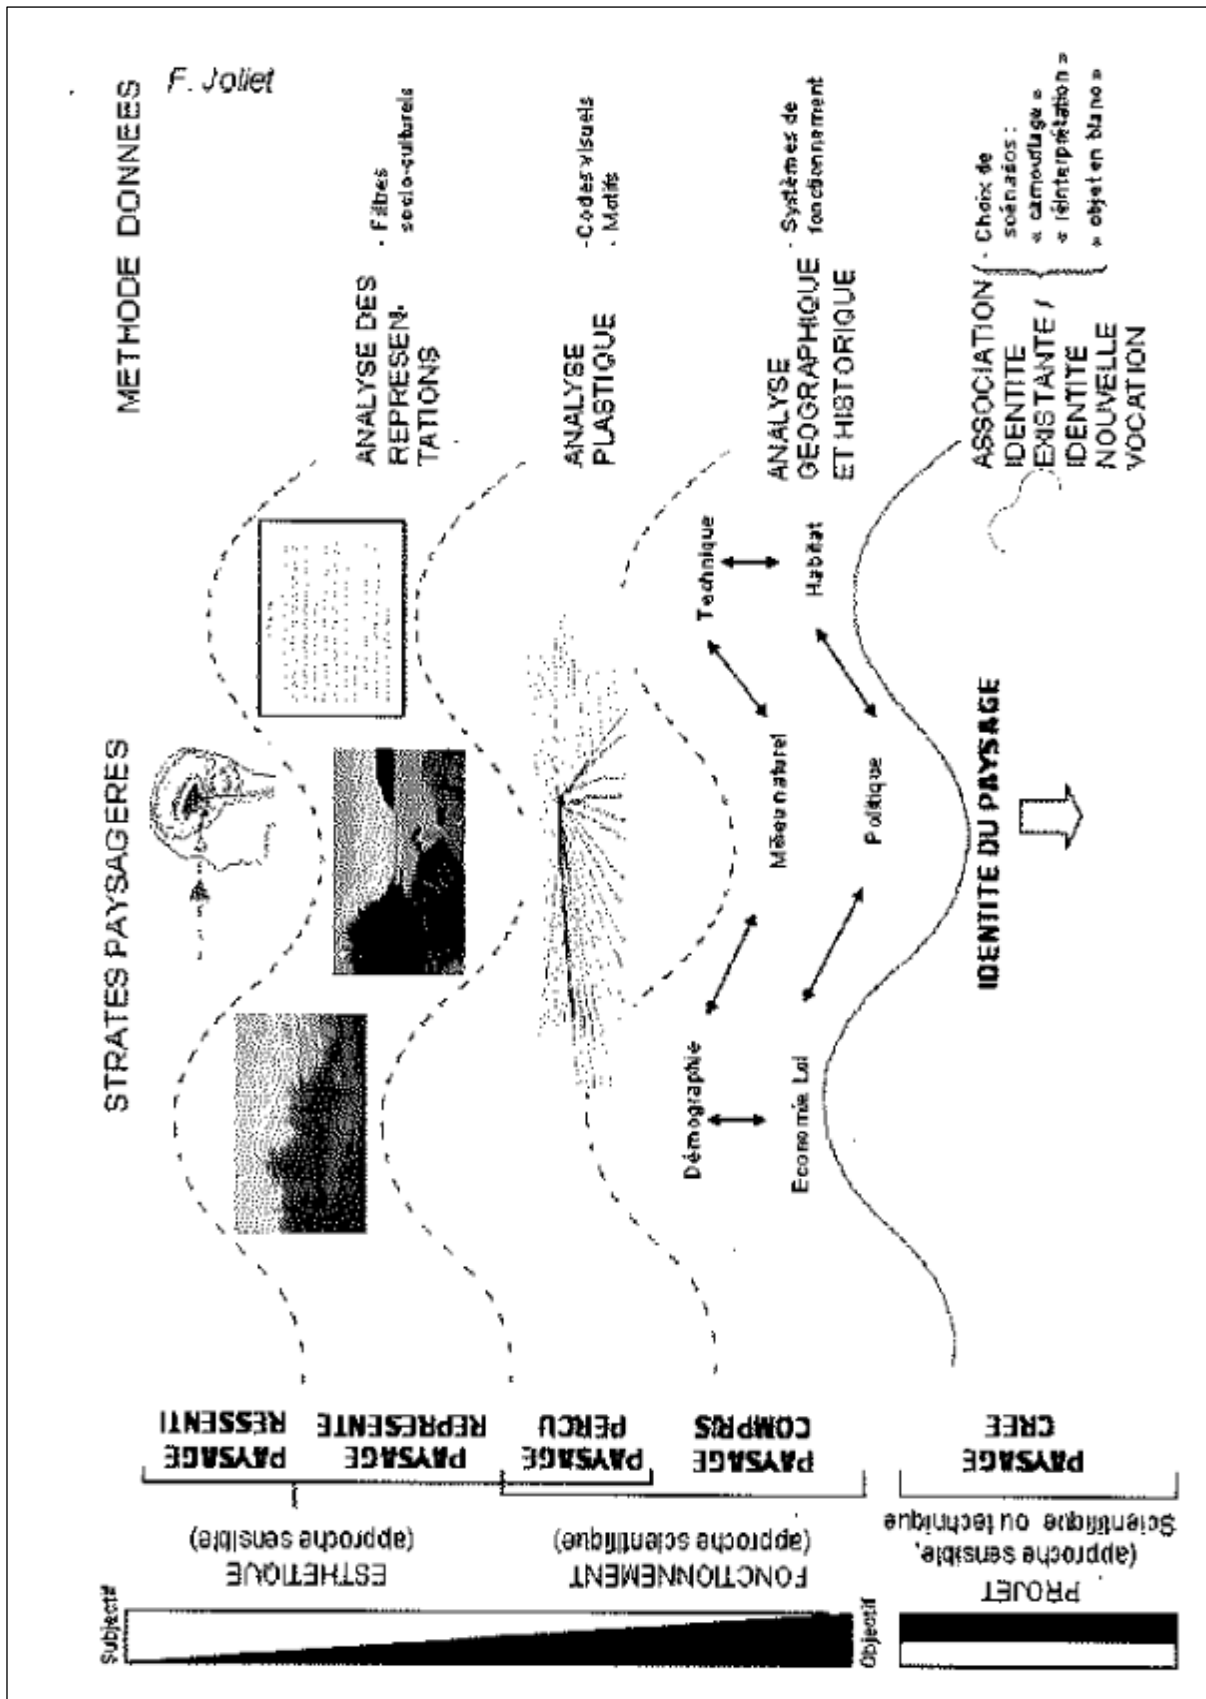 F. Joliet
STRATES PAYSAGERES
METHODE
DONNEES
Subjectif
Objectif
ESTHETIQUE
(approche sensible)
FONCTIONNEMENT
(approche scientifique)
PROJET
(approche sensible,
Scientifique ou technique
PAYSAGE
RESSENTI
PAYSAGE
REPRESENTE
PAYSAGE
PERCU
PAYSAGE
COMPRIS
PAYSAGE
CREE
ANALYSE DES
REPRESEN-
TATIONS
- Filtres
socio-culturels
ANALYSE
PLASTIQUE
- Codes visuels
- Motifs
Démographie
Milieu naturel
Technique
Economie Loi
Politique
Habitat
ANALYSE
GEOGRAPHIQUE
ET HISTORIQUE
- Systèmes de
fonctionnement
IDENTITE DU PAYSAGE
ASSOCIATION
IDENTITE
EXISTANTE /
IDENTITE
NOUVELLE
VOCATION
- Choix de
scénarios :
« camouflage »
« réinterprétation »
« objet en blanc »